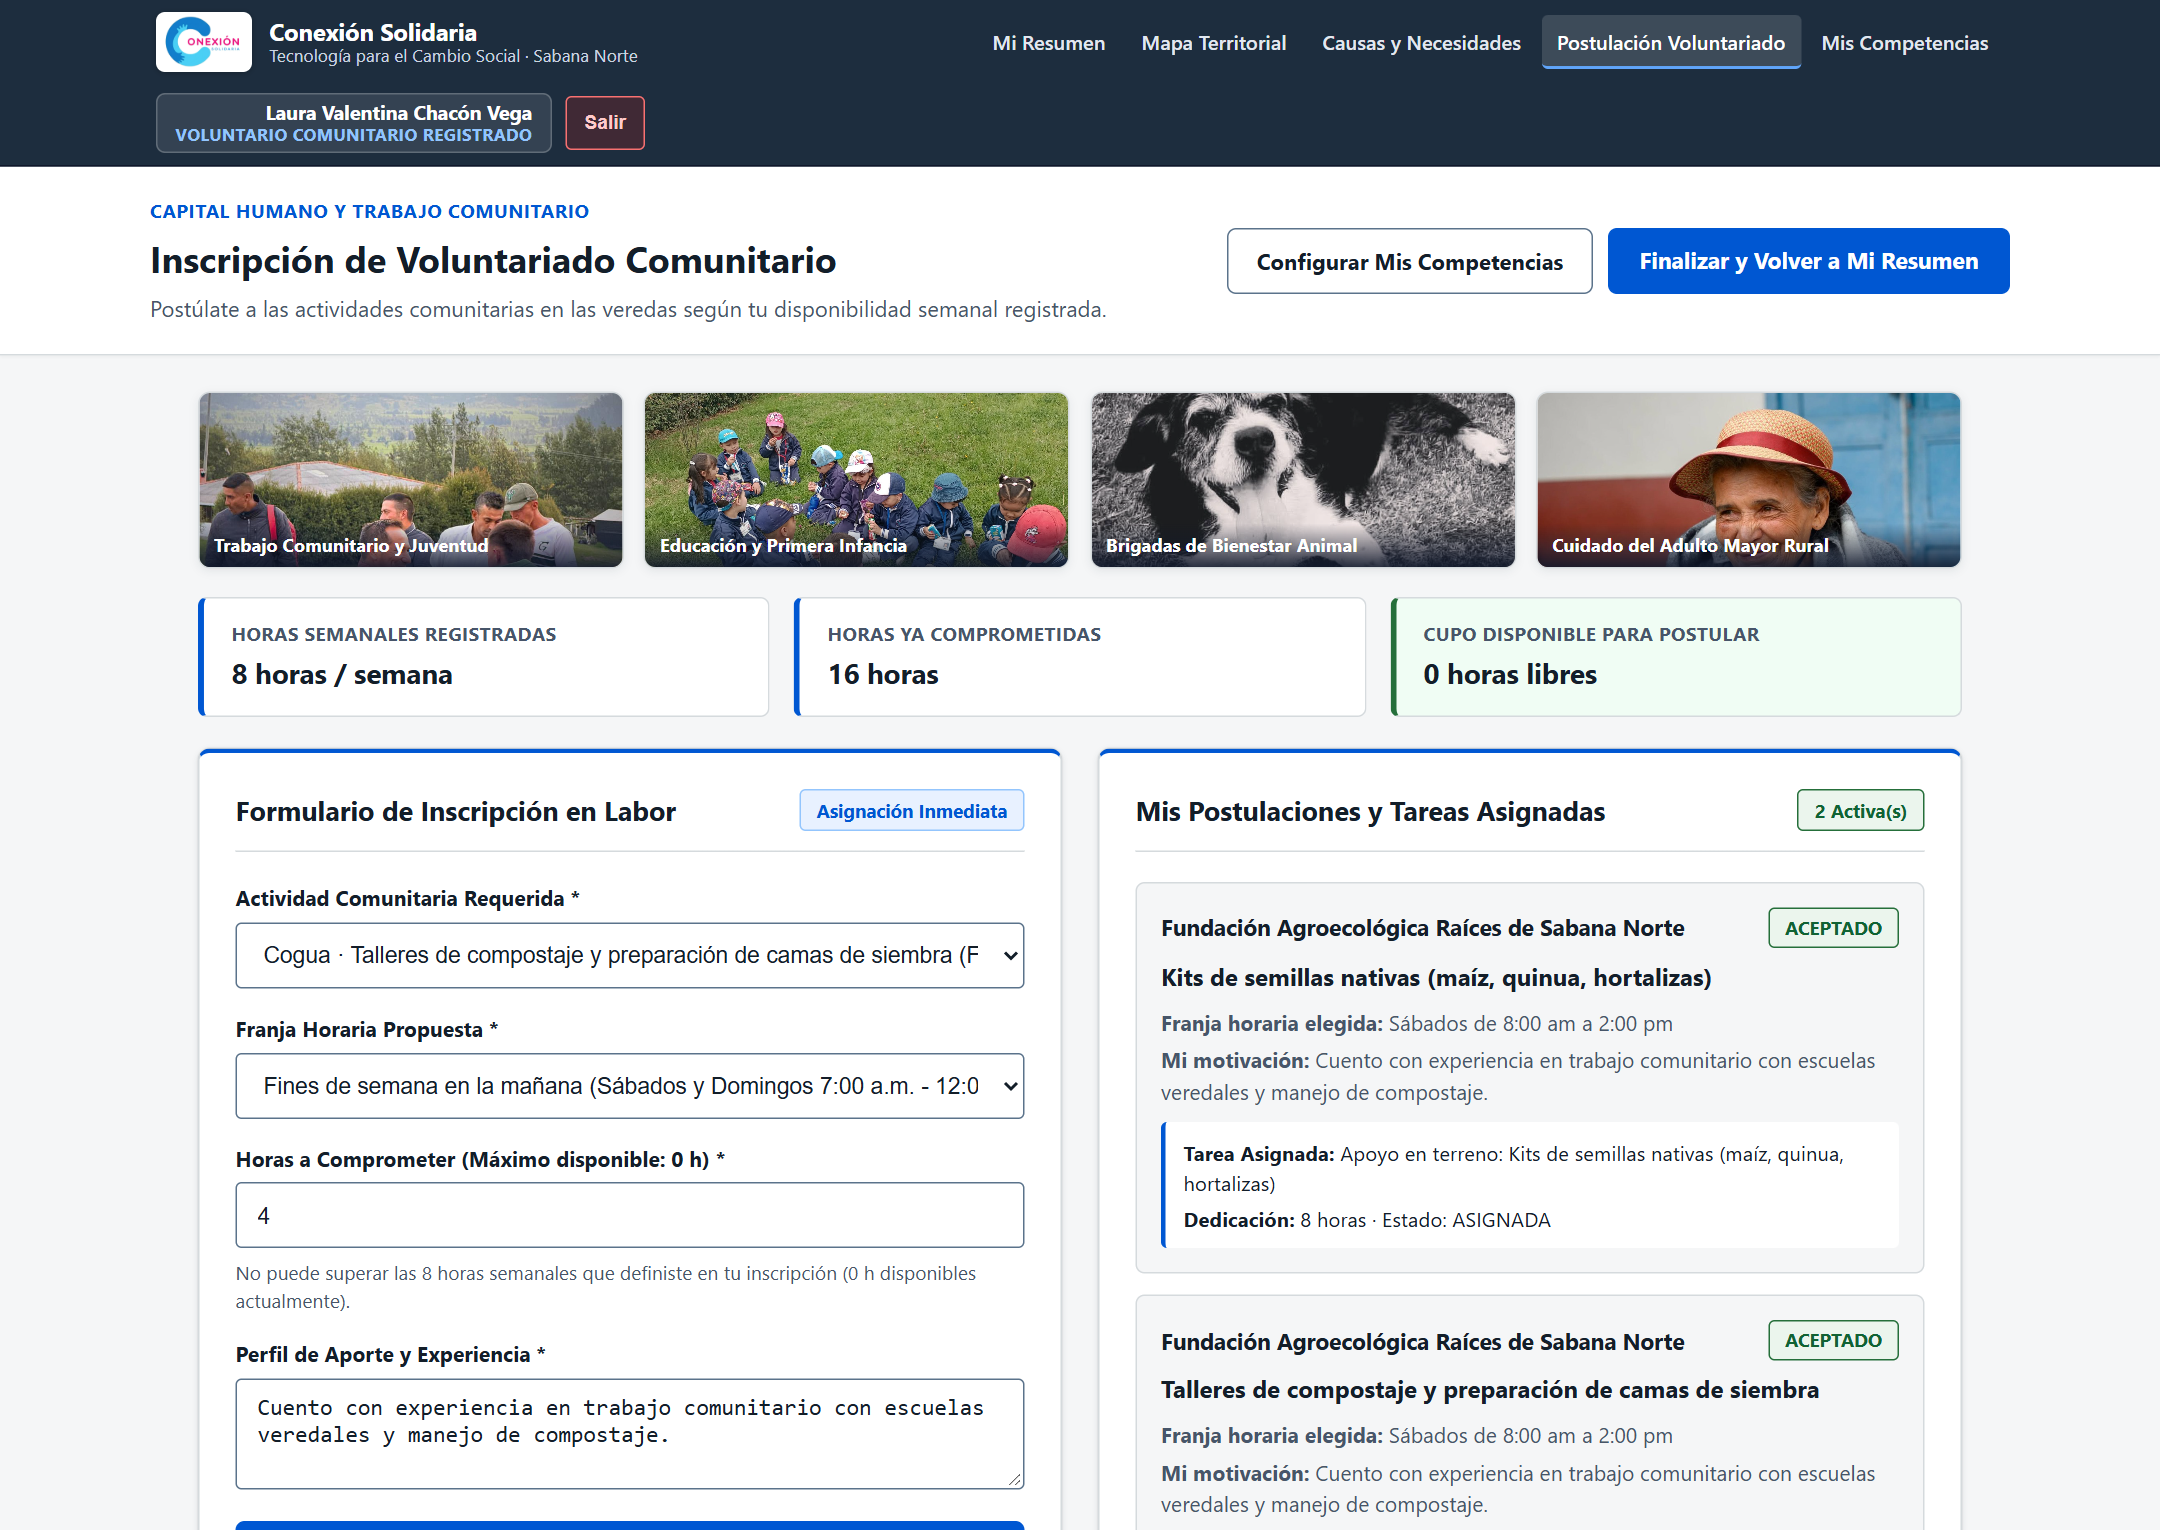 ONEXIÓN
SOLIDARIA
Conexión Solidaria
Tecnología para el Cambio Social · Sabana Norte
Mi Resumen
Mapa Territorial
Causas y Necesidades
Postulación Voluntariado
Mis Competencias
Laura Valentina Chacón Vega
VOLUNTARIO COMUNITARIO REGISTRADO
Salir
CAPITAL HUMANO Y TRABAJO COMUNITARIO
Inscripción de Voluntariado Comunitario
Postúlate a las actividades comunitarias en las veredas según tu disponibilidad semanal registrada.
Configurar Mis Competencias
Finalizar y Volver a Mi Resumen
Trabajo Comunitario y Juventud
Educación y Primera Infancia
Brigadas de Bienestar Animal
Cuidado del Adulto Mayor Rural
HORAS SEMANALES REGISTRADAS
8 horas / semana
HORAS YA COMPROMETIDAS
16 horas
CUPO DISPONIBLE PARA POSTULAR
0 horas libres
Formulario de Inscripción en Labor
Asignación Inmediata
Actividad Comunitaria Requerida *
Cogua · Talleres de compostaje y preparación de camas de siembra (F
Franja Horaria Propuesta *
Fines de semana en la mañana (Sábados y Domingos 7:00 a.m. - 12:0
Horas a Comprometer (Máximo disponible: 0 h) *
4
No puede superar las 8 horas semanales que definiste en tu inscripción (0 h disponibles
actualmente).
Perfil de Aporte y Experiencia *
Cuento con experiencia en trabajo comunitario con escuelas
veredales y manejo de compostaje.
Mis Postulaciones y Tareas Asignadas
2 Activa(s)
Fundación Agroecológica Raíces de Sabana Norte
ACEPTADO
Kits de semillas nativas (maíz, quinua, hortalizas)
Franja horaria elegida: Sábados de 8:00 am a 2:00 pm
Mi motivación: Cuento con experiencia en trabajo comunitario con escuelas
veredales y manejo de compostaje.
Tarea Asignada: Apoyo en terreno: Kits de semillas nativas (maíz, quinua,
hortalizas)
Dedicación: 8 horas · Estado: ASIGNADA
Fundación Agroecológica Raíces de Sabana Norte
ACEPTADO
Talleres de compostaje y preparación de camas de siembra
Franja horaria elegida: Sábados de 8:00 am a 2:00 pm
Mi motivación: Cuento con experiencia en trabajo comunitario con escuelas
veredales y manejo de compostaje.